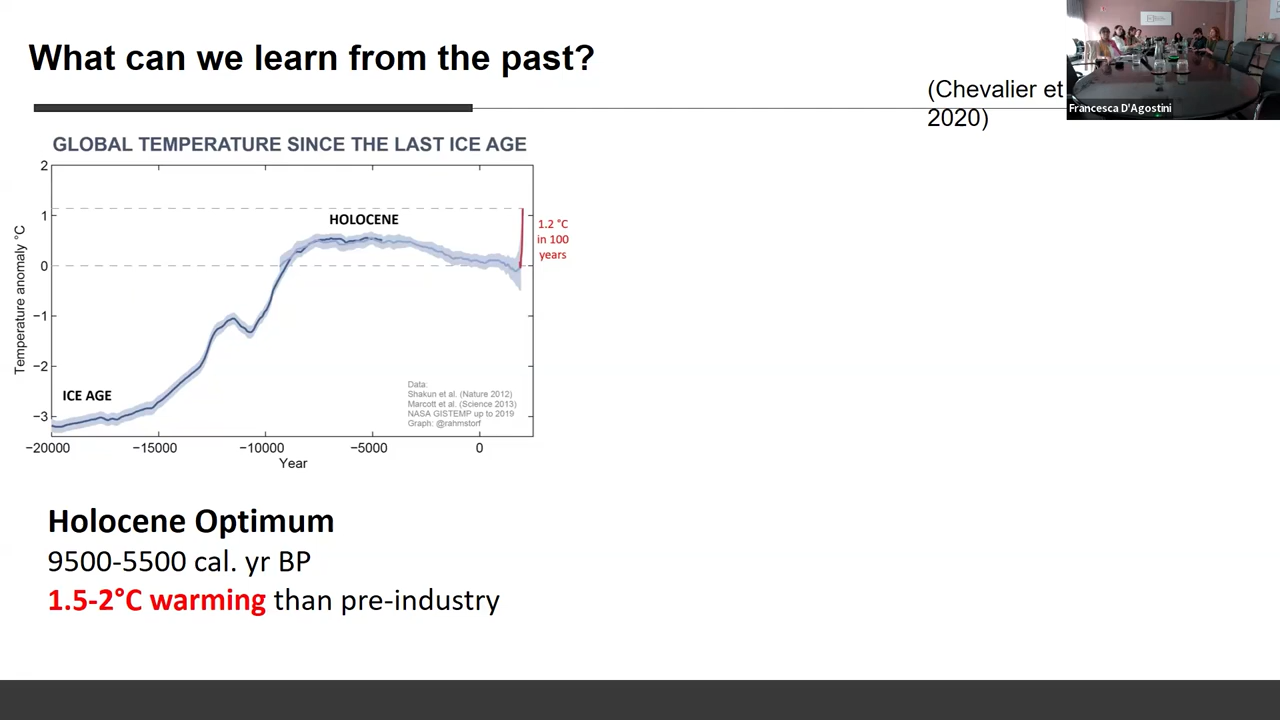 What can we learn from the past?
(Chevalier et
2020)
Francesca D'Agostini
GLOBAL TEMPERATURE SINCE THE LAST ICE AGE
2
1
0
−1
−2
−3
Temperature anomaly °C
HOLOCENE
1.2 °C
in 100
years
ICE AGE
Data:
Shakun et al. (Nature 2012)
Marcott et al. (Science 2013)
NASA GISTEMP up to 2019
Graph: @rahmstorf
−20000
−15000
−10000
−5000
0
Year
Holocene Optimum
9500-5500 cal. yr BP
1.5-2°C warming than pre-industry